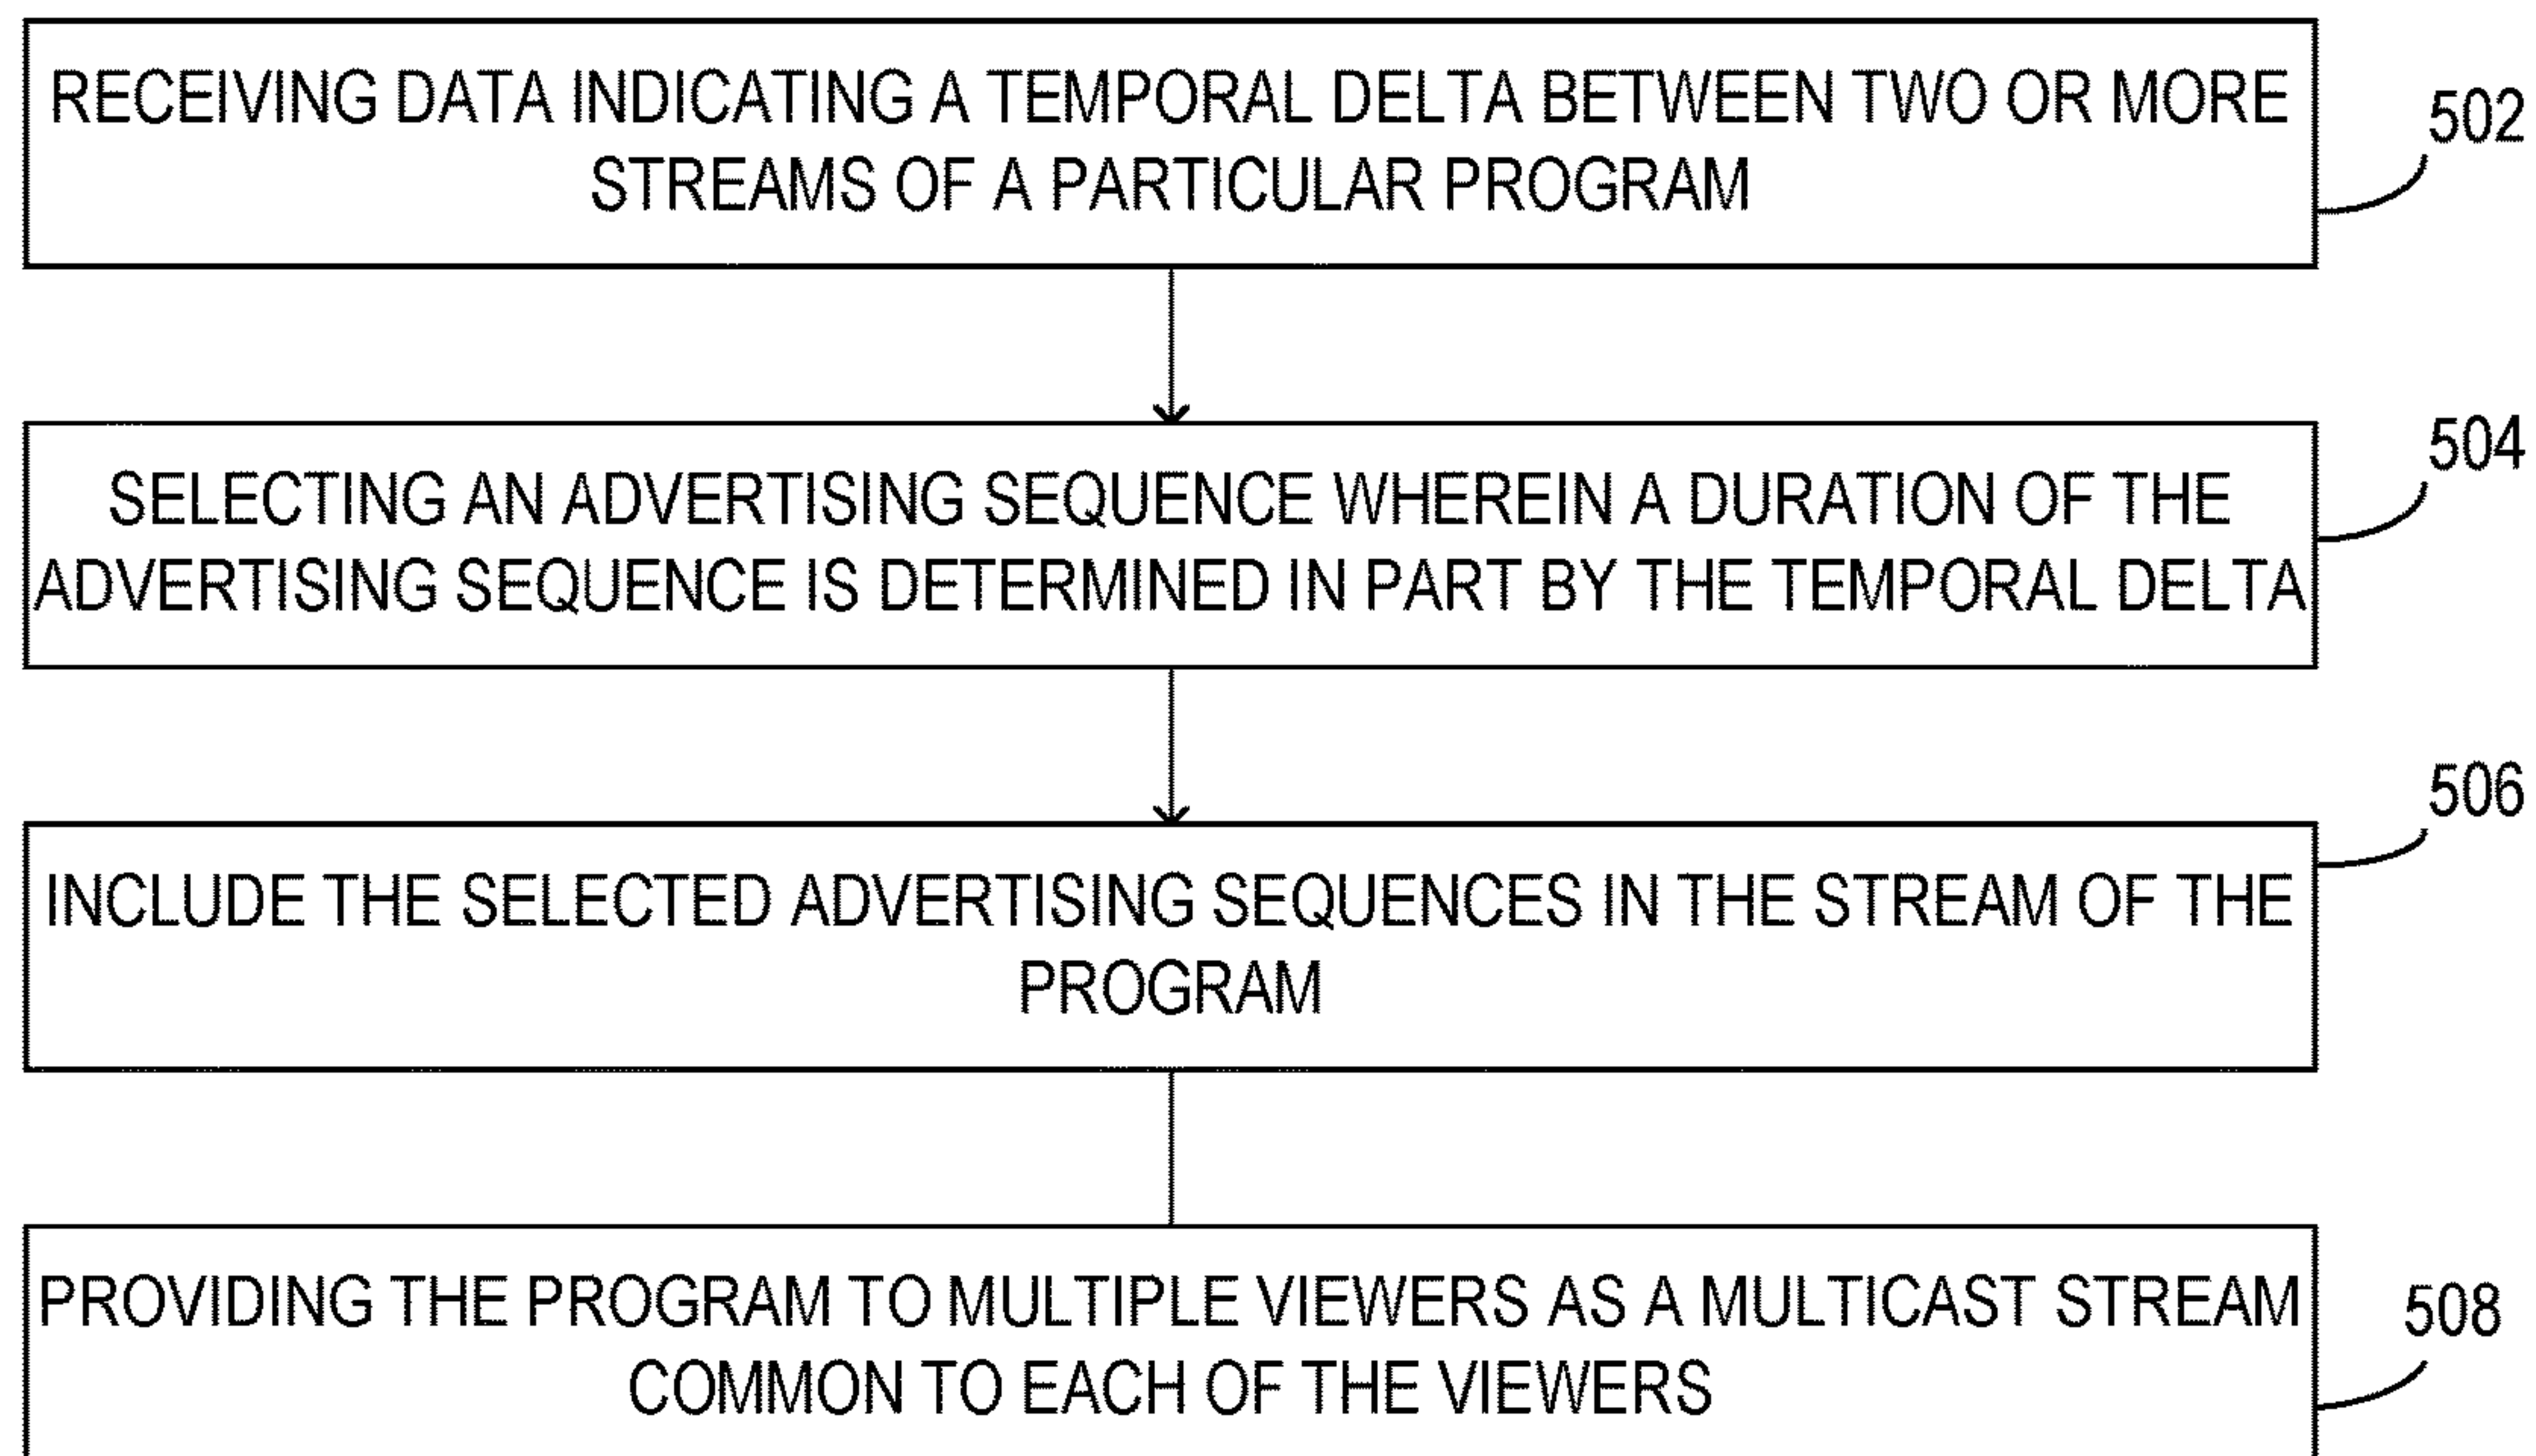 RECEIVING DATA INDICATING A TEMPORAL DELTA BETWEEN TWO OR MORE
STREAMS OF A PARTICULAR PROGRAM
502
SELECTING AN ADVERTISING SEQUENCE WHEREIN A DURATION OF THE
ADVERTISING SEQUENCE IS DETERMINED IN PART BY THE TEMPORAL DELTA
504
INCLUDE THE SELECTED ADVERTISING SEQUENCES IN THE STREAM OF THE
PROGRAM
506
PROVIDING THE PROGRAM TO MULTIPLE VIEWERS AS A MULTICAST STREAM
COMMON TO EACH OF THE VIEWERS
508